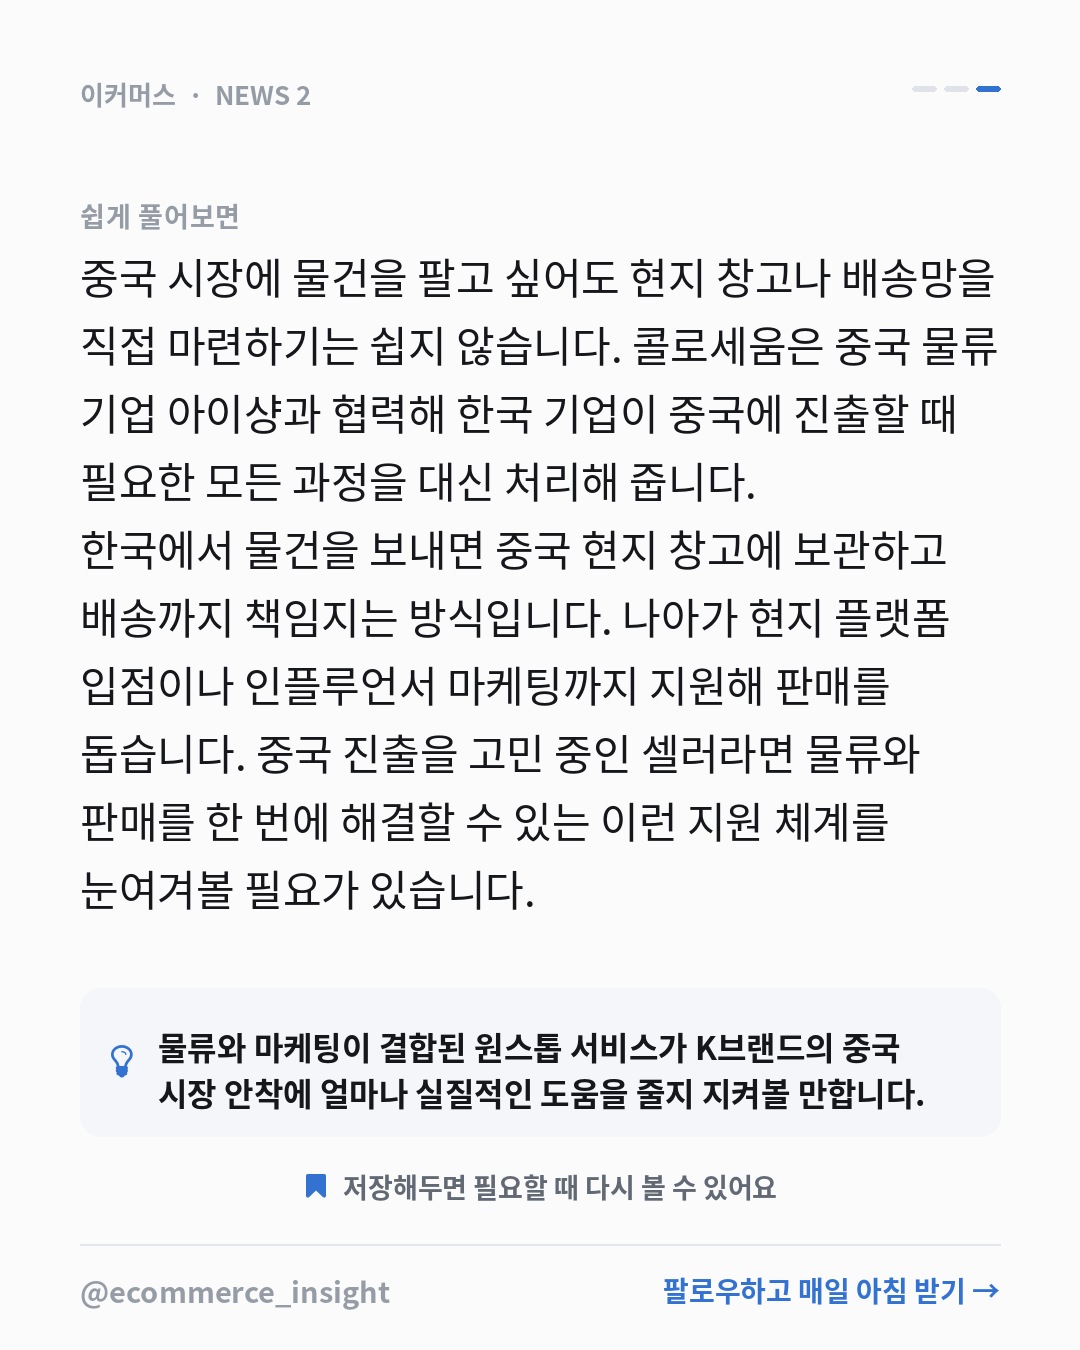 이커머스 · NEWS 2
쉽게 풀어보면
중국 시장에 물건을 팔고 싶어도 현지 창고나 배송망을
직접 마련하기는 쉽지 않습니다. 콜로세움은 중국 물류
기업 아이샹과 협력해 한국 기업이 중국에 진출할 때
필요한 모든 과정을 대신 처리해 줍니다.
한국에서 물건을 보내면 중국 현지 창고에 보관하고
배송까지 책임지는 방식입니다. 나아가 현지 플랫폼
입점이나 인플루언서 마케팅까지 지원해 판매를
돕습니다. 중국 진출을 고민 중인 셀러라면 물류와
판매를 한 번에 해결할 수 있는 이런 지원 체계를
눈여겨볼 필요가 있습니다.
물류와 마케팅이 결합된 원스톱 서비스가 K브랜드의 중국
시장 안착에 얼마나 실질적인 도움을 줄지 지켜볼 만합니다.
저장해두면 필요할 때 다시 볼 수 있어요
@ecommerce_insight
팔로우하고 매일 아침 받기 →